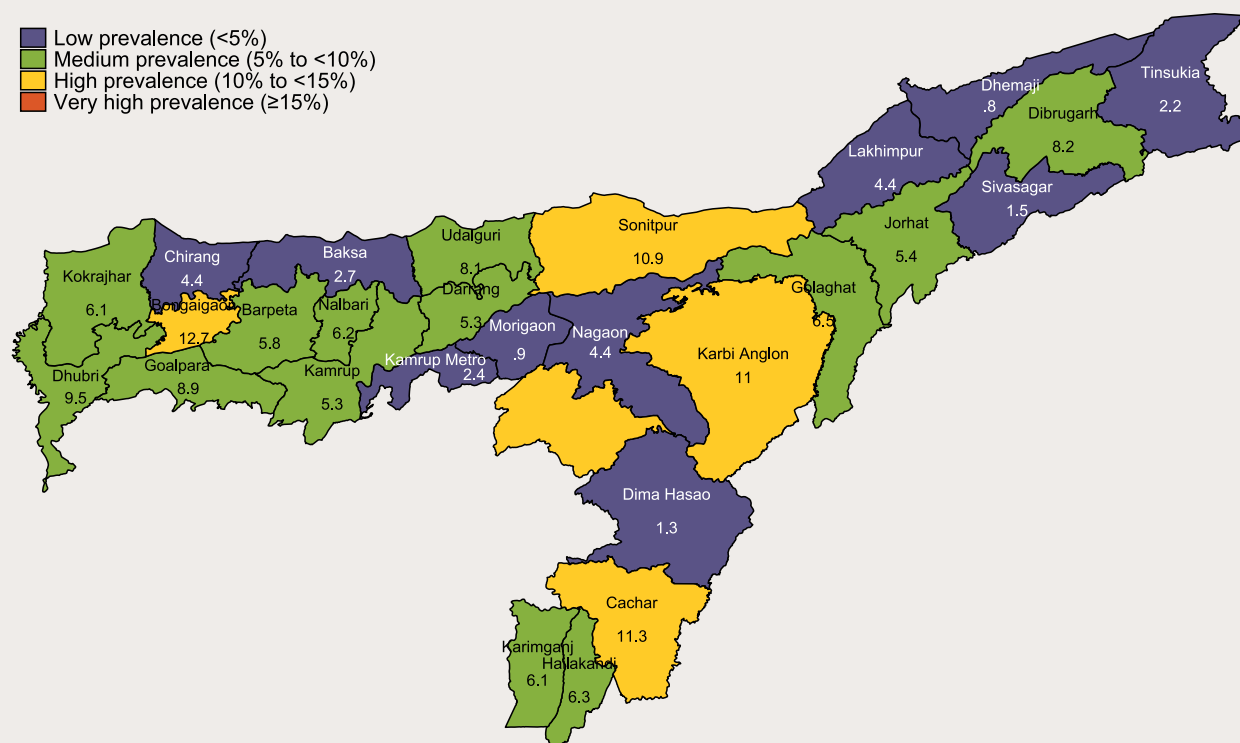 Low prevalence (<5%)
Medium prevalence (5% to <10%)
High prevalence (10% to <15%)
Very high prevalence (≥15%)
Tinsukia
2.2
Dhemaji
.8
Dibrugarh
8.2
Lakhimpur
4.4
Sivasagar
1.5
Jorhat
5.4
Sonitpur
10.9
Udalguri
8.1
Baksa
2.7
Chirang
4.4
Kokrajhar
6.1
Bongaigaon
12.7
Barpeta
5.8
Nalbari
6.2
Darrang
5.3
Golaghat
6.5
Morigaon
.9
Nagaon
4.4
Karbi Anglon
11
Kamrup Metro
2.4
Kamrup
5.3
Goalpara
8.9
Dhubri
9.5
Dima Hasao
1.3
Cachar
11.3
Karimganj
6.1
Hailakandi
6.3